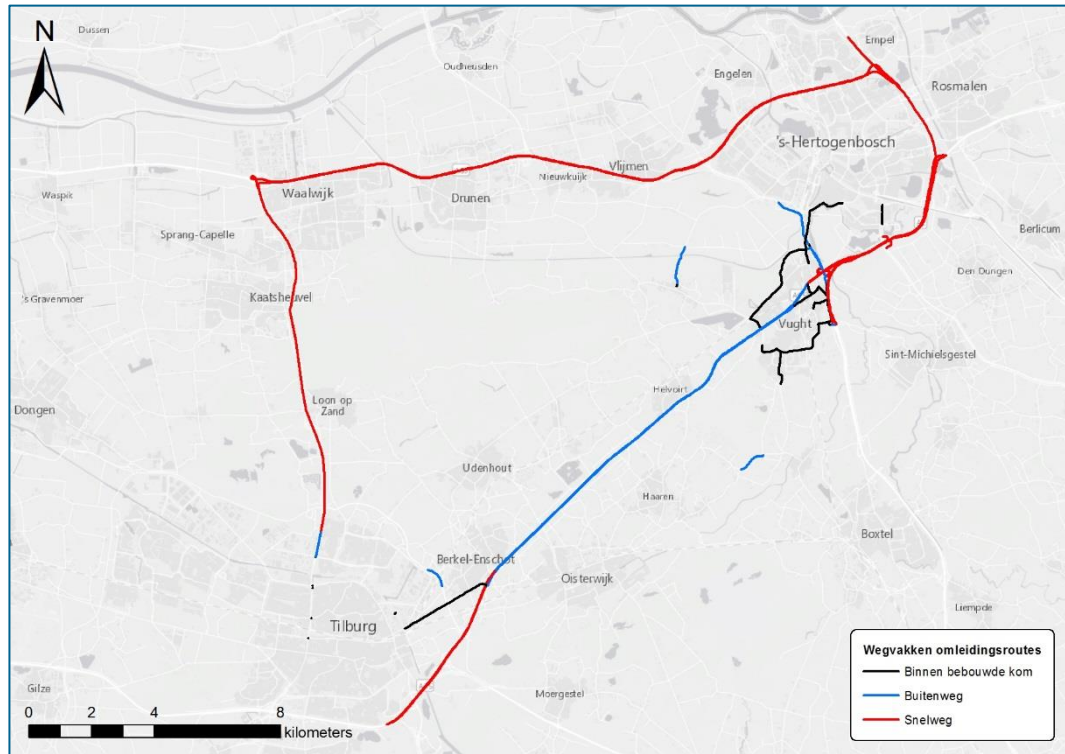 Dussen
Empel
N
Oudheusden
Engelen
Rosmalen
's-Hertogenbosch
Vlijmen
Nieuwkuijk
Waalwijk
Drunen
Waspik
Sprang-Capelle
Berlicum
Den Dungen
's Gravenmoer
Kaatsheuvel
Vught
Sint-Michielsgestel
Helvoirt
Loon op
Zand
Dongen
Udenhout
Haaren
Boxtel
Berkel-Enschot
Oisterwijk
Liempde
Tilburg
Moergestel
Gilze
Wegvakken omleidingsroutes
Binnen bebouwde kom
Buitenweg
Snelweg
0 2 4 8
kilometers